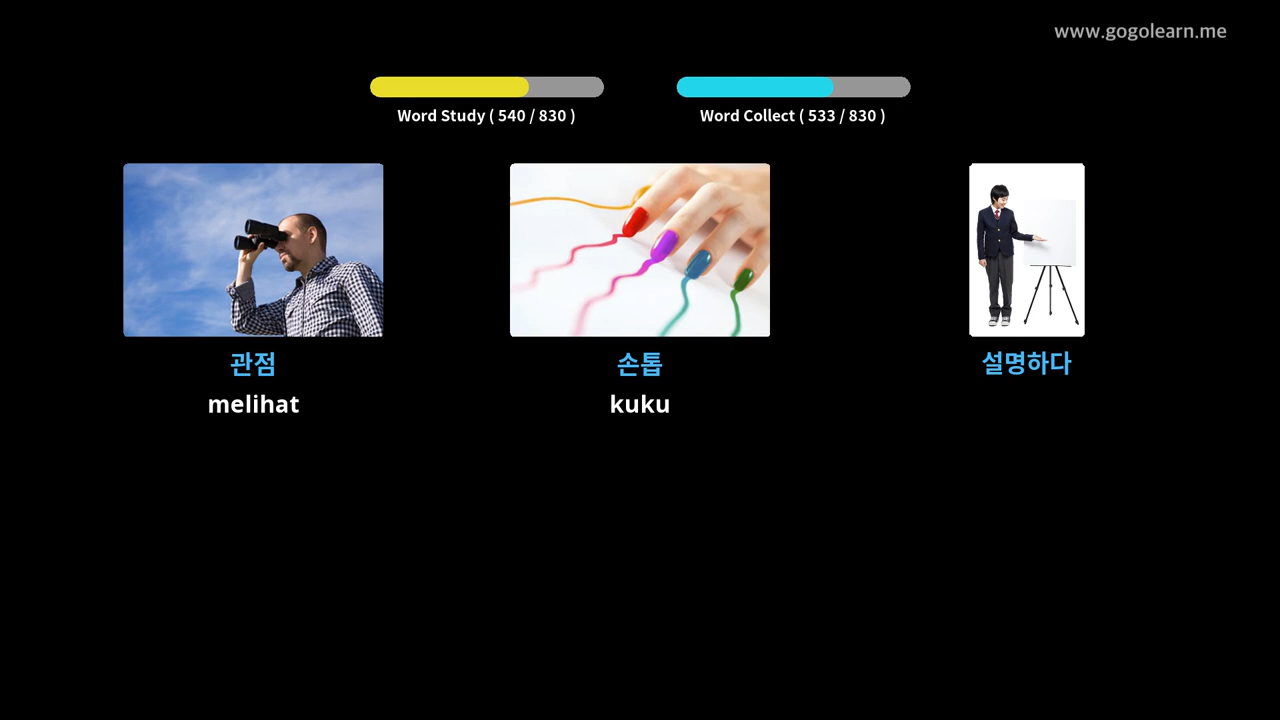 www.gogolearn.me
Word Study ( 540 / 830 )
Word Collect ( 533 / 830 )
관점
melihat
손톱
kuku
설명하다